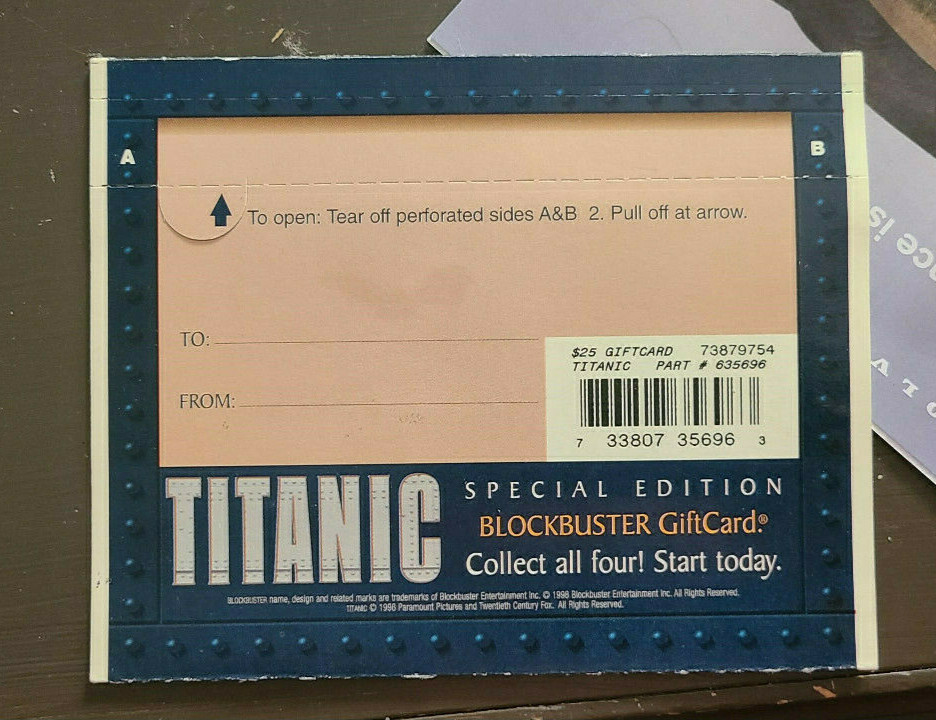 A
B
To open: Tear off perforated sides A&B 2. Pull off at arrow.
TO:
FROM:
$25 GIFTCARD 73879754
TITANIC PART # 635696
7 33807 35696 3
TITANIC
SPECIAL EDITION
BLOCKBUSTER GiftCard.®
Collect all four! Start today.
BLOCKBUSTER name, design and related marks are trademarks of Blockbuster Entertainment Inc. © 1998 Blockbuster Entertainment Inc. All Rights Reserved.
TITANIC © 1998 Paramount Pictures and Twentieth Century Fox. All Rights Reserved.